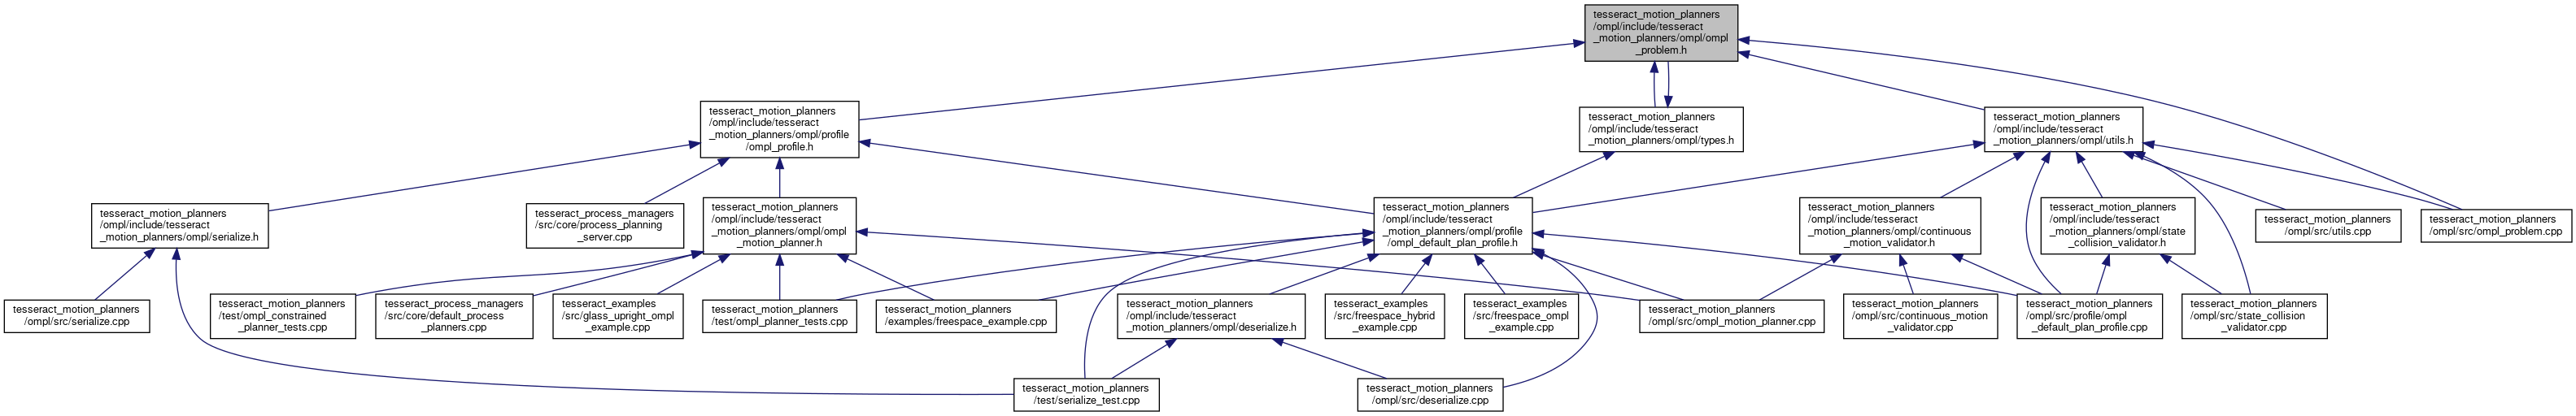 tesseract_motion_planners
/ompl/include/tesseract
_motion_planners/ompl/ompl
_problem.h
tesseract_motion_planners
/ompl/include/tesseract
_motion_planners/ompl/profile
/ompl_profile.h
tesseract_motion_planners
/ompl/include/tesseract
_motion_planners/ompl/types.h
tesseract_motion_planners
/ompl/include/tesseract
_motion_planners/ompl/utils.h
tesseract_motion_planners
/ompl/include/tesseract
_motion_planners/ompl/serialize.h
tesseract_process_managers
/src/core/process_planning
_server.cpp
tesseract_motion_planners
/ompl/include/tesseract
_motion_planners/ompl/ompl
_motion_planner.h
tesseract_motion_planners
/ompl/include/tesseract
_motion_planners/ompl/profile
/ompl_default_plan_profile.h
tesseract_motion_planners
/ompl/include/tesseract
_motion_planners/ompl/continuous
_motion_validator.h
tesseract_motion_planners
/ompl/include/tesseract
_motion_planners/ompl/state
_collision_validator.h
tesseract_motion_planners
/ompl/src/utils.cpp
tesseract_motion_planners
/ompl/src/ompl_problem.cpp
tesseract_motion_planners
/ompl/src/serialize.cpp
tesseract_motion_planners
/test/ompl_constrained
_planner_tests.cpp
tesseract_process_managers
/src/core/default_process
_planners.cpp
tesseract_examples
/src/glass_upright_ompl
_example.cpp
tesseract_motion_planners
/test/ompl_planner_tests.cpp
tesseract_motion_planners
/examples/freespace_example.cpp
tesseract_motion_planners
/ompl/include/tesseract
_motion_planners/ompl/deserialize.h
tesseract_examples
/src/freespace_hybrid
_example.cpp
tesseract_examples
/src/freespace_ompl
_example.cpp
tesseract_motion_planners
/ompl/src/ompl_motion_planner.cpp
tesseract_motion_planners
/ompl/src/continuous_motion
_validator.cpp
tesseract_motion_planners
/ompl/src/profile/ompl
_default_plan_profile.cpp
tesseract_motion_planners
/ompl/src/state_collision
_validator.cpp
tesseract_motion_planners
/test/serialize_test.cpp
tesseract_motion_planners
/ompl/src/deserialize.cpp